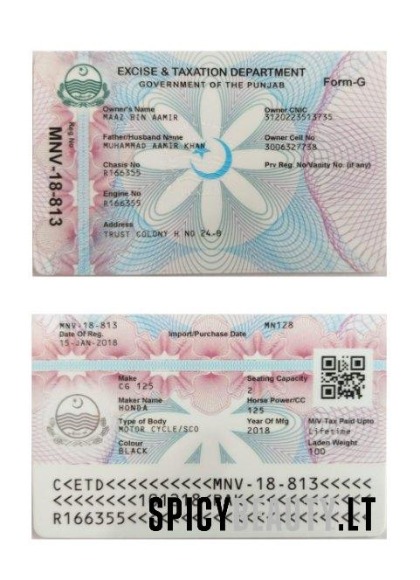 EXCISE & TAXATION DEPARTMENT
GOVERNMENT OF THE PUNJAB
Form-G
Reg No.
MNV-18-813
Owner's Name
MAAZ BIN AAMIR
Owner CNIC
3120223513735
Father/Husband Name
MUHAMMAD AAMIR KHAN
Owner Cell No
3006327738
Chasis No
R166355
Prv Reg. No/Vanity No. (if any)
Engine No
R166355
Address
TRUST COLONY H NO 24-B
MNV-18-813
Date Of Reg.
15-JAN-2018
Import/Purchase Date
MN128
Make
CG 125
Seating Capacity
2
Maker Name
HONDA
Horse Power/CC
125
Type of Body
MOTOR CYCLE/SCO
Year Of Mfg
2018
M/V-Tax Paid Upto
Lifetime
Colour
BLACK
Laden Weight
100
C<ETD<<<<<<<<<<MNV-18-813<<<<<
R166355<<
SPICYBEAUTY.LT